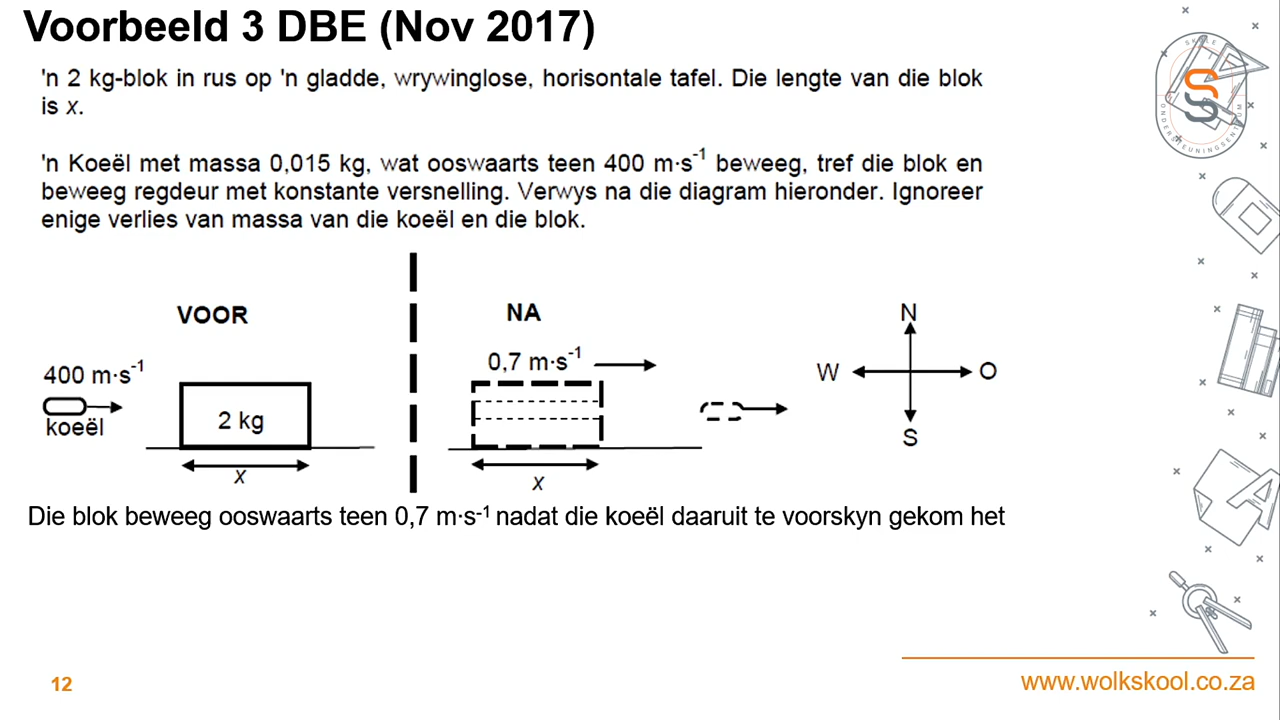 Voorbeeld 3 DBE (Nov 2017)
'n 2 kg-blok in rus op 'n gladde, wrywinglose, horisontale tafel. Die lengte van die blok
is x.
'n Koeël met massa 0,015 kg, wat ooswaarts teen 400 m·s⁻¹ beweeg, tref die blok en
beweeg regdeur met konstante versnelling. Verwys na die diagram hieronder. Ignoreer
enige verlies van massa van die koeël en die blok.
VOOR
NA
N
0,7 m·s⁻¹
400 m·s⁻¹
W
O
koeël
2 kg
S
x
x
Die blok beweeg ooswaarts teen 0,7 m·s⁻¹ nadat die koeël daaruit te voorskyn gekom het
SKILL
ONDERSTEUNINGSENTRUM
12
www.wolkskool.co.za